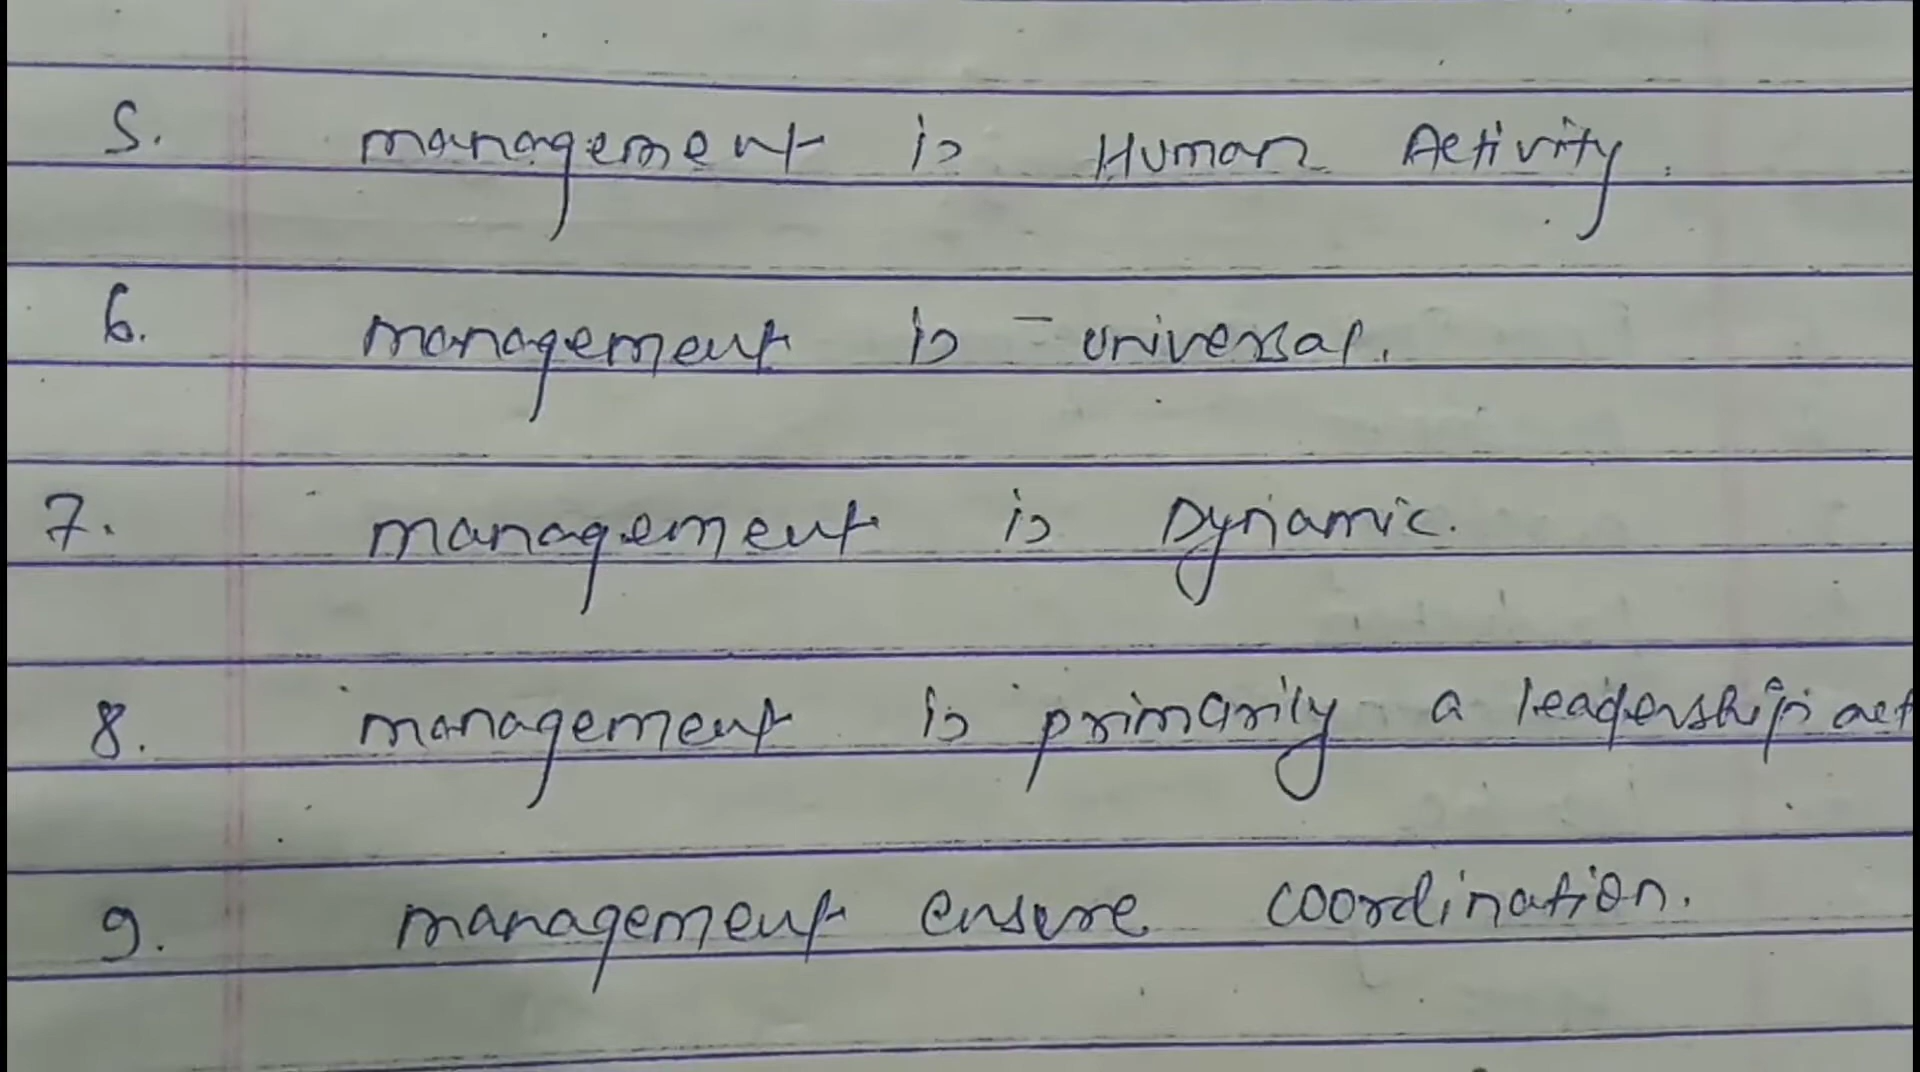 5. management is Human Activity.
6. management is - universal.
7. management is Dynamic.
8. management is primarily a leadership act
9. management ensure coordination.